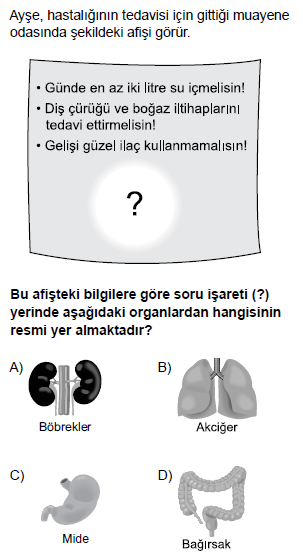 Ayşe, hastalığının tedavisi için gittiği muayene
odasında şekildeki afişi görür.
• Günde en az iki litre su içmelisin!
• Diş çürüğü ve boğaz iltihaplarını
tedavi ettirmelisin!
• Gelişi güzel ilaç kullanmamalısın!
?
Bu afişteki bilgilere göre soru işareti (?)
yerinde aşağıdaki organlardan hangisinin
resmi yer almaktadır?
A)
B)
Böbrekler
Akciğer
C)
D)
Mide
Bağırsak